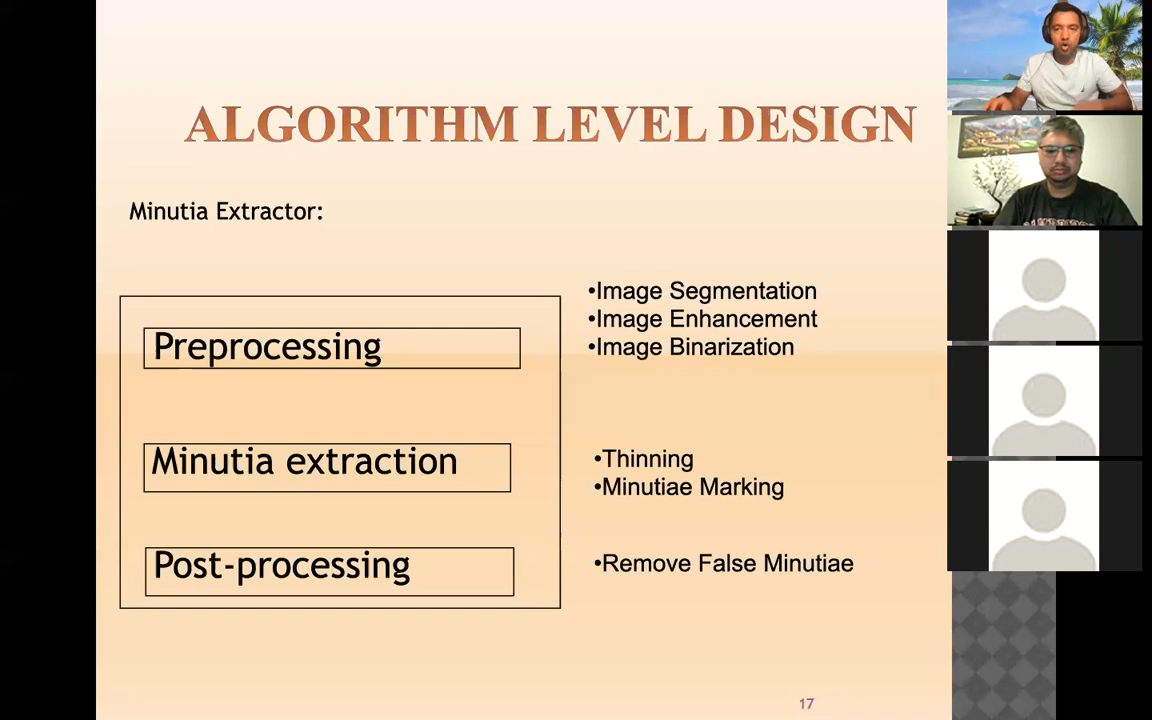 ALGORITHM LEVEL DESIGN
Minutia Extractor:
Preprocessing
•Image Segmentation
•Image Enhancement
•Image Binarization
Minutia extraction
•Thinning
•Minutiae Marking
Post-processing
•Remove False Minutiae
17